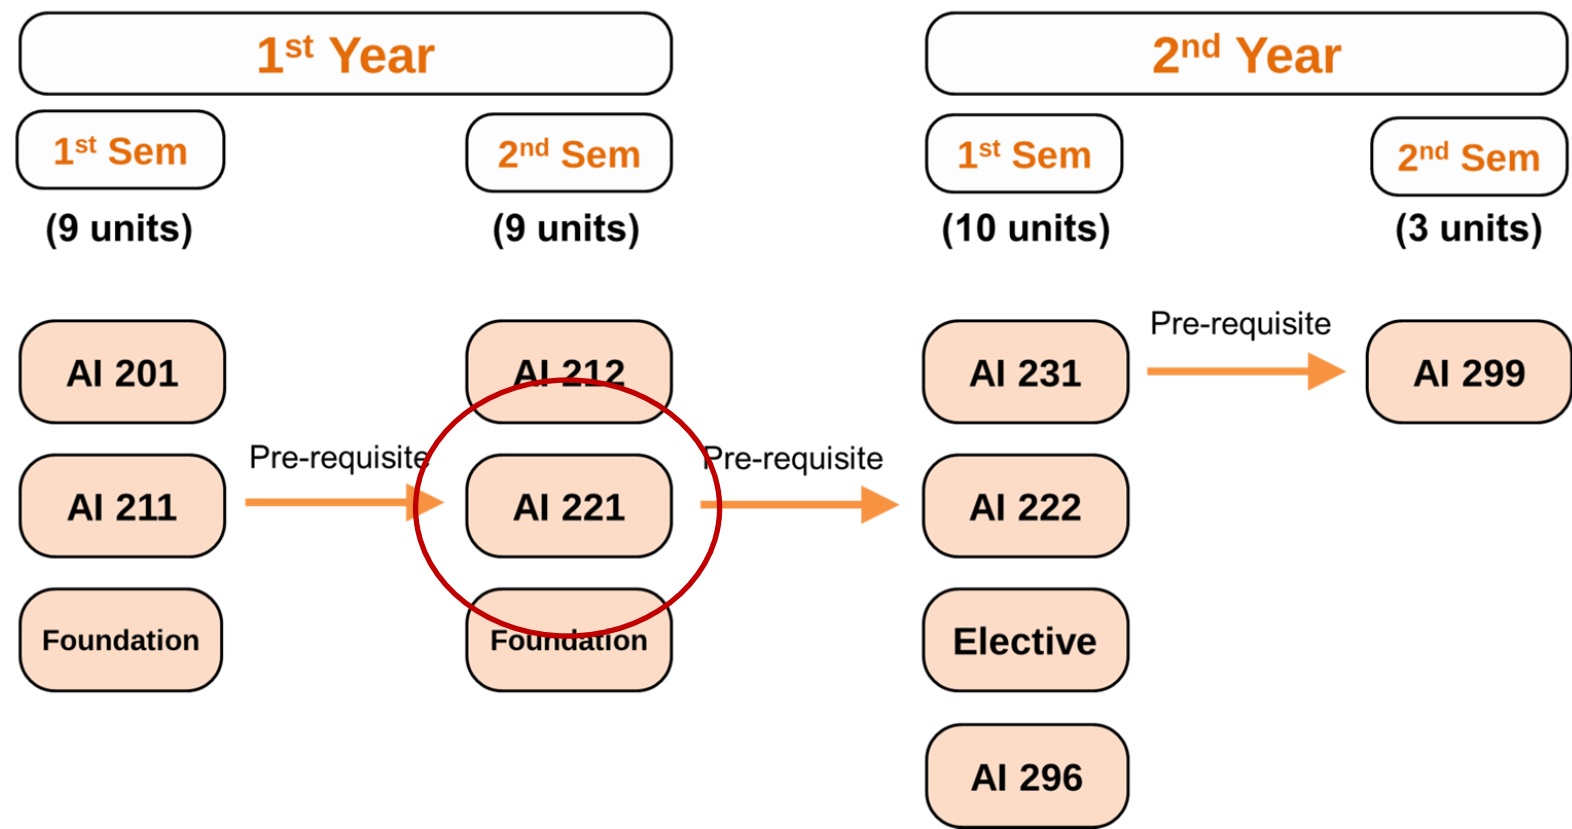 1st Year
2nd Year
1st Sem
2nd Sem
1st Sem
2nd Sem
(9 units)
(9 units)
(10 units)
(3 units)
AI 201
AI 212
AI 231
Pre-requisite
AI 299
AI 211
Pre-requisite
AI 221
Pre-requisite
AI 222
Foundation
Foundation
Elective
AI 296